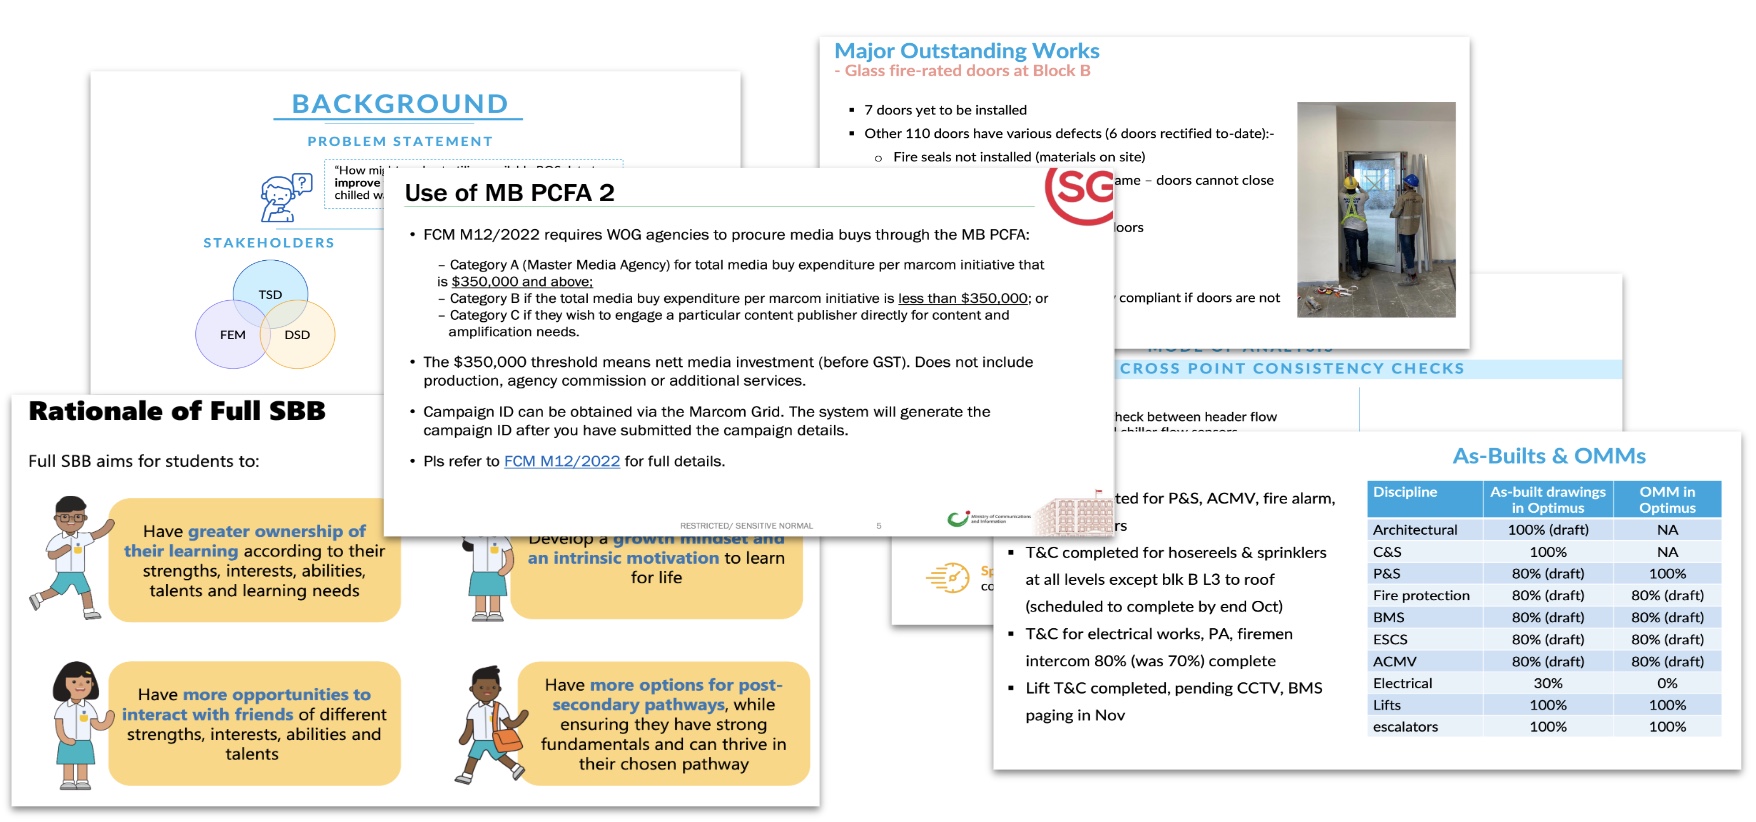 BACKGROUND
PROBLEM STATEMENT
improve
chilled
STAKEHOLDERS
TSD
FEM
DSD
Major Outstanding Works
- Glass fire-rated doors at Block B
▪ 7 doors yet to be installed
▪ Other 110 doors have various defects (6 doors rectified to-date):-
o Fire seals not installed (materials on site)
– doors cannot close
compliant if doors are not
Use of MB PCFA 2
SG
• FCM M12/2022 requires WOG agencies to procure media buys through the MB PCFA:
– Category A (Master Media Agency) for total media buy expenditure per marcom initiative that
is $350,000 and above;
– Category B if the total media buy expenditure per marcom initiative is less than $350,000; or
– Category C if they wish to engage a particular content publisher directly for content and
amplification needs.
• The $350,000 threshold means nett media investment (before GST). Does not include
production, agency commission or additional services.
• Campaign ID can be obtained via the Marcom Grid. The system will generate the
campaign ID after you have submitted the campaign details.
• Pls refer to FCM M12/2022 for full details.
RESTRICTED/ SENSITIVE NORMAL
5
Ministry of Communications
and Information
MODE OF ANALYSIS
CROSS POINT CONSISTENCY CHECKS
between header flow
chiller flow sensors
Rationale of Full SBB
Full SBB aims for students to:
Have greater ownership of
their learning according to their
strengths, interests, abilities,
talents and learning needs
Develop a growth mindset and
an intrinsic motivation to learn
for life
Have more opportunities to
interact with friends of different
strengths, interests, abilities and
talents
Have more options for post-
secondary pathways, while
ensuring they have strong
fundamentals and can thrive in
their chosen pathway
for P&S, ACMV, fire alarm,
▪ T&C completed for hosereels & sprinklers
at all levels except blk B L3 to roof
(scheduled to complete by end Oct)
▪ T&C for electrical works, PA, firemen
intercom 80% (was 70%) complete
▪ Lift T&C completed, pending CCTV, BMS
paging in Nov
As-Builts & OMMs
Discipline As-built drawings in Optimus OMM in Optimus
Architectural 100% (draft) NA
C&S 100% NA
P&S 80% (draft) 100%
Fire protection 80% (draft) 80% (draft)
BMS 80% (draft) 80% (draft)
ESCS 80% (draft) 80% (draft)
ACMV 80% (draft) 80% (draft)
Electrical 30% 0%
Lifts 100% 100%
escalators 100% 100%